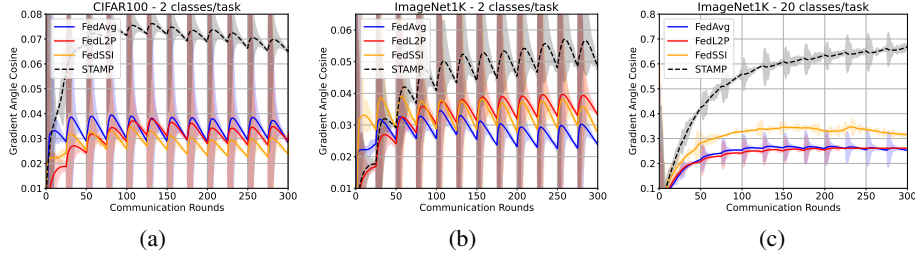 CIFAR100 - 2 classes/task
Gradient Angle Cosine
0.08
0.07
0.06
0.05
0.04
0.03
0.02
0.01
FedAvg
FedL2P
FedSSI
STAMP
0 50 100 150 200 250 300
Communication Rounds
(a)
ImageNet1K - 2 classes/task
Gradient Angle Cosine
0.06
0.05
0.04
0.03
0.02
0.01
FedAvg
FedL2P
FedSSI
STAMP
0 50 100 150 200 250 300
Communication Rounds
(b)
ImageNet1K - 20 classes/task
Gradient Angle Cosine
0.8
0.7
0.6
0.5
0.4
0.3
0.2
0.1
FedAvg
FedL2P
FedSSI
STAMP
0 50 100 150 200 250 300
Communication Rounds
(c)